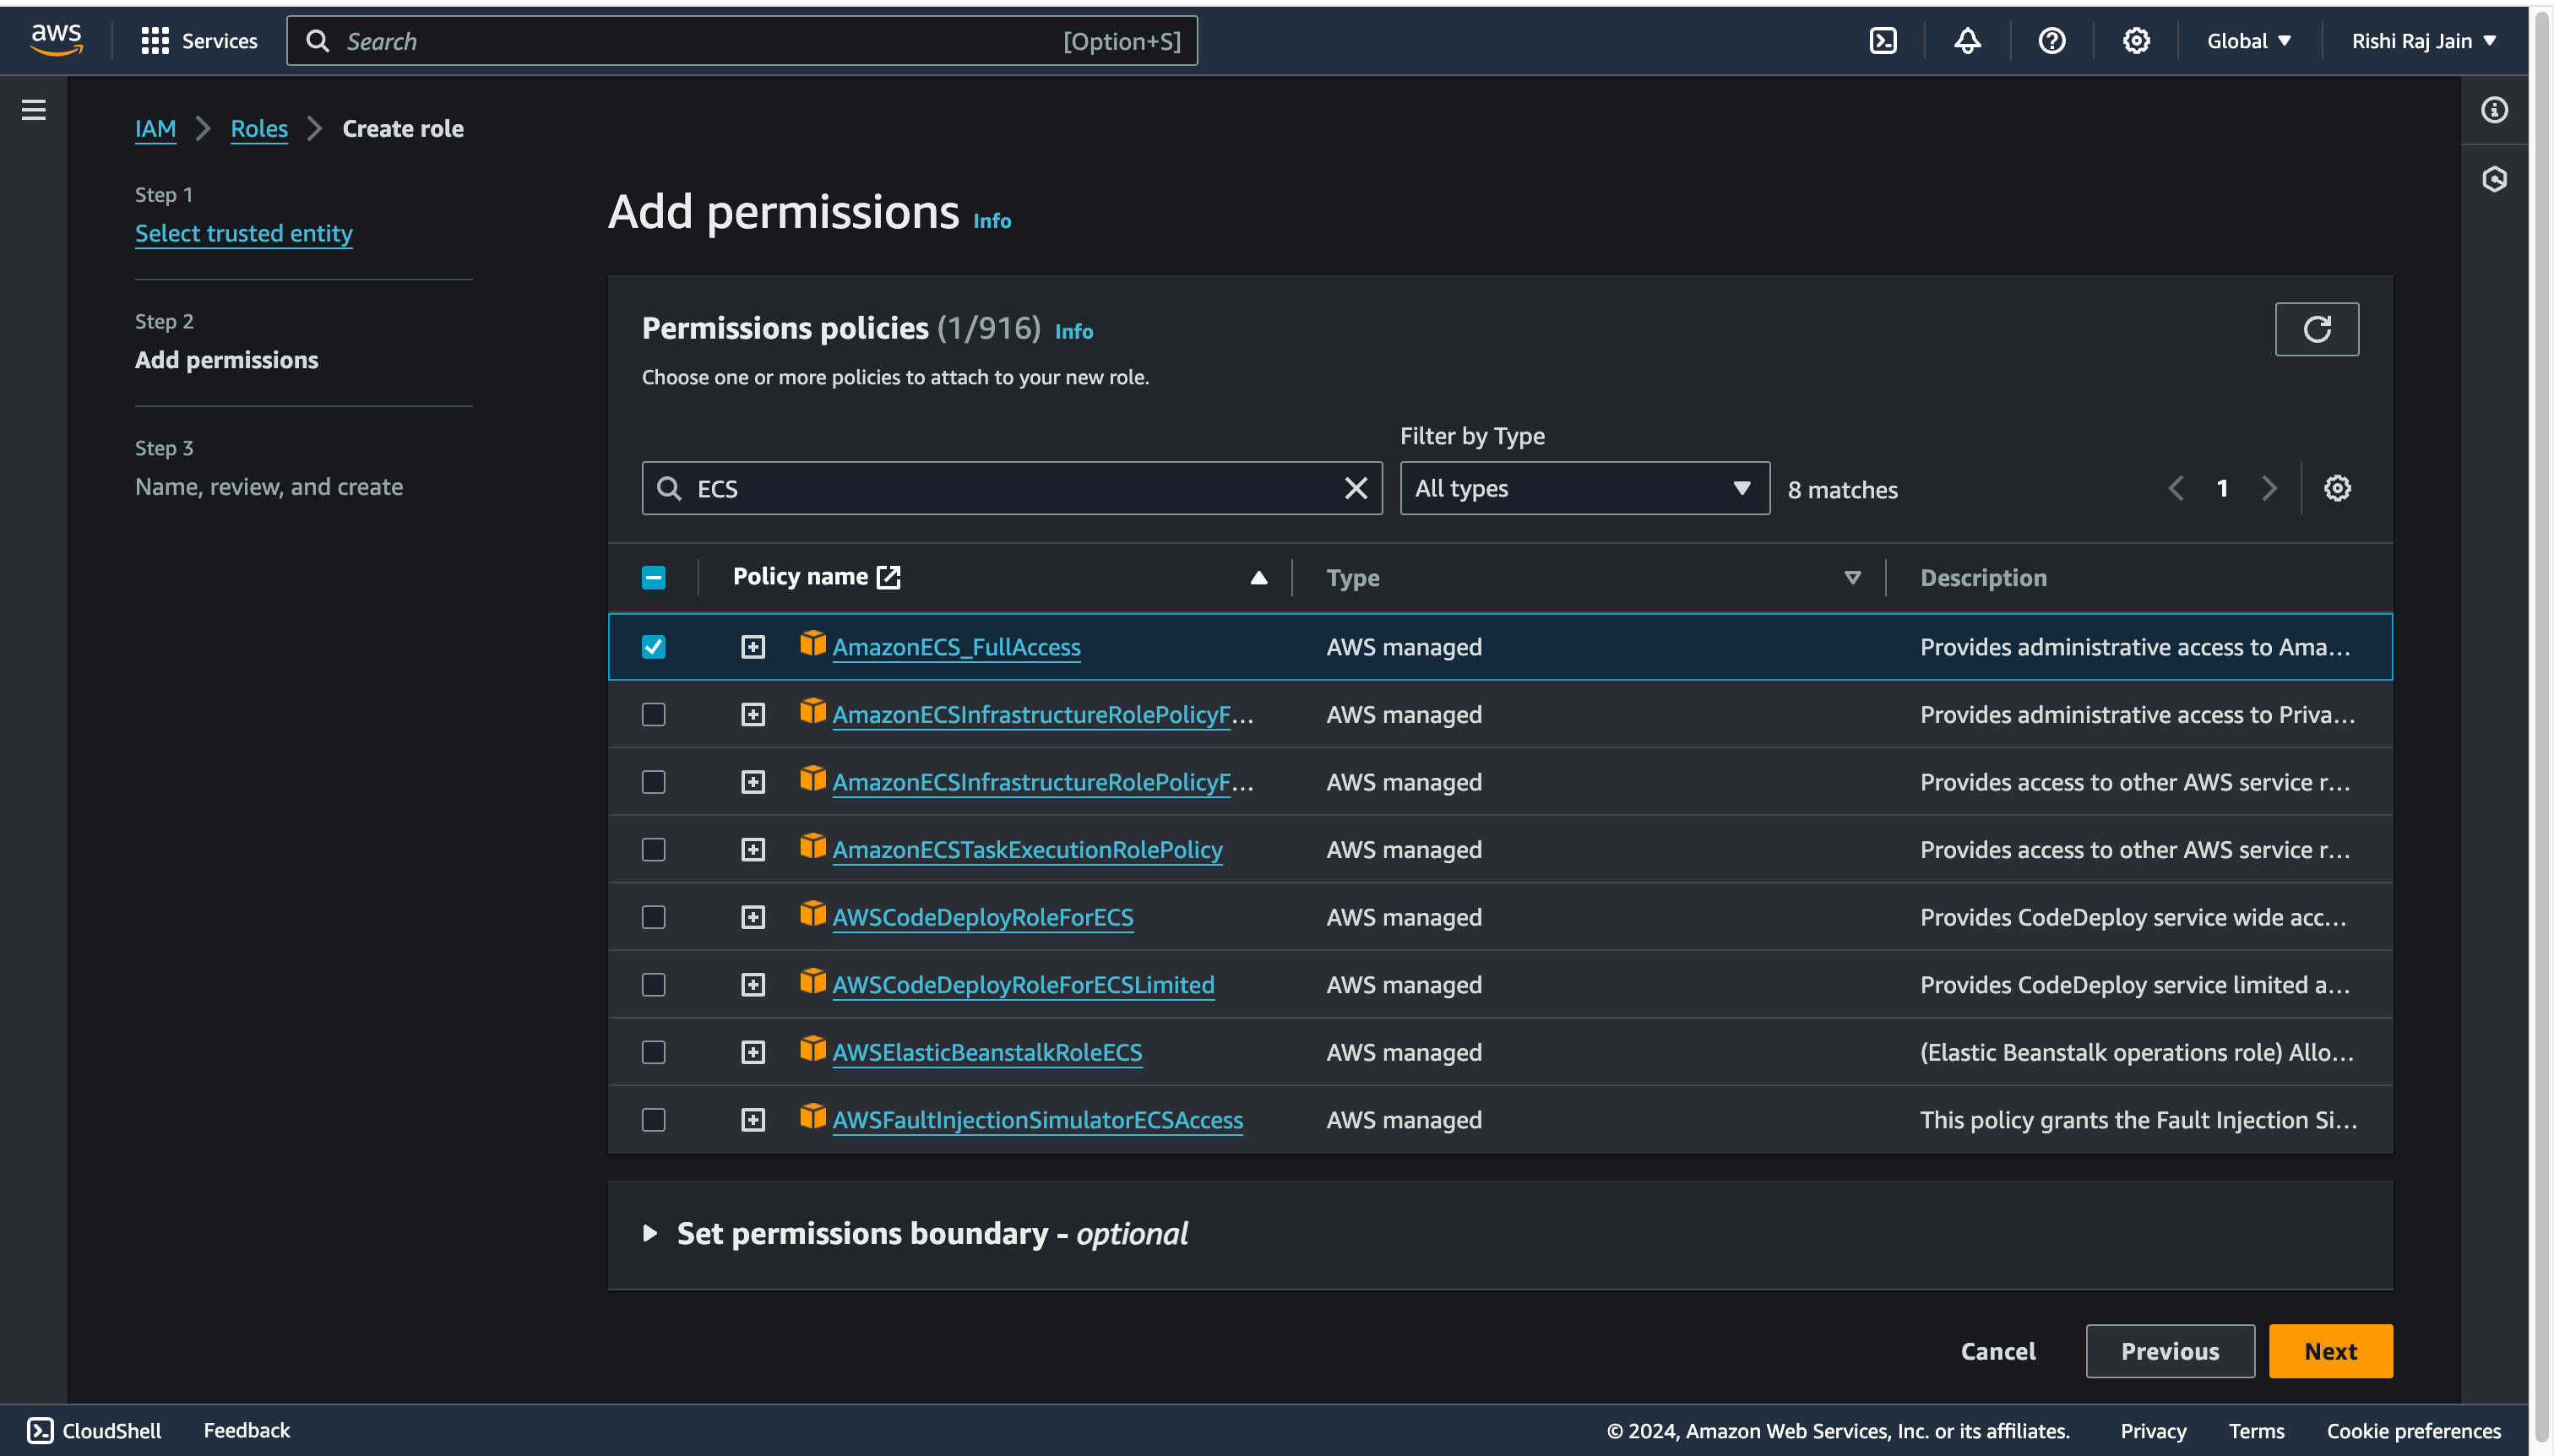 aws
Services
Search [Option+S]
Global
Rishi Raj Jain
IAM Roles Create role
Step 1
Select trusted entity
Step 2
Add permissions
Step 3
Name, review, and create
Add permissions Info
Permissions policies (1/916) Info
Choose one or more policies to attach to your new role.
Filter by Type
ECS
All types
8 matches
1
Policy name Type Description
AmazonECS_FullAccess AWS managed Provides administrative access to Ama...
AmazonECSInfrastructureRolePolicyF... AWS managed Provides administrative access to Priva...
AmazonECSInfrastructureRolePolicyF... AWS managed Provides access to other AWS service r...
AmazonECSTaskExecutionRolePolicy AWS managed Provides access to other AWS service r...
AWSCodeDeployRoleForECS AWS managed Provides CodeDeploy service wide acc...
AWSCodeDeployRoleForECSLimited AWS managed Provides CodeDeploy service limited a...
AWSElasticBeanstalkRoleECS AWS managed (Elastic Beanstalk operations role) Allo...
AWSFaultInjectionSimulatorECSAccess AWS managed This policy grants the Fault Injection Si...
Set permissions boundary - optional
Cancel Previous Next
CloudShell Feedback © 2024, Amazon Web Services, Inc. or its affiliates. Privacy Terms Cookie preferences